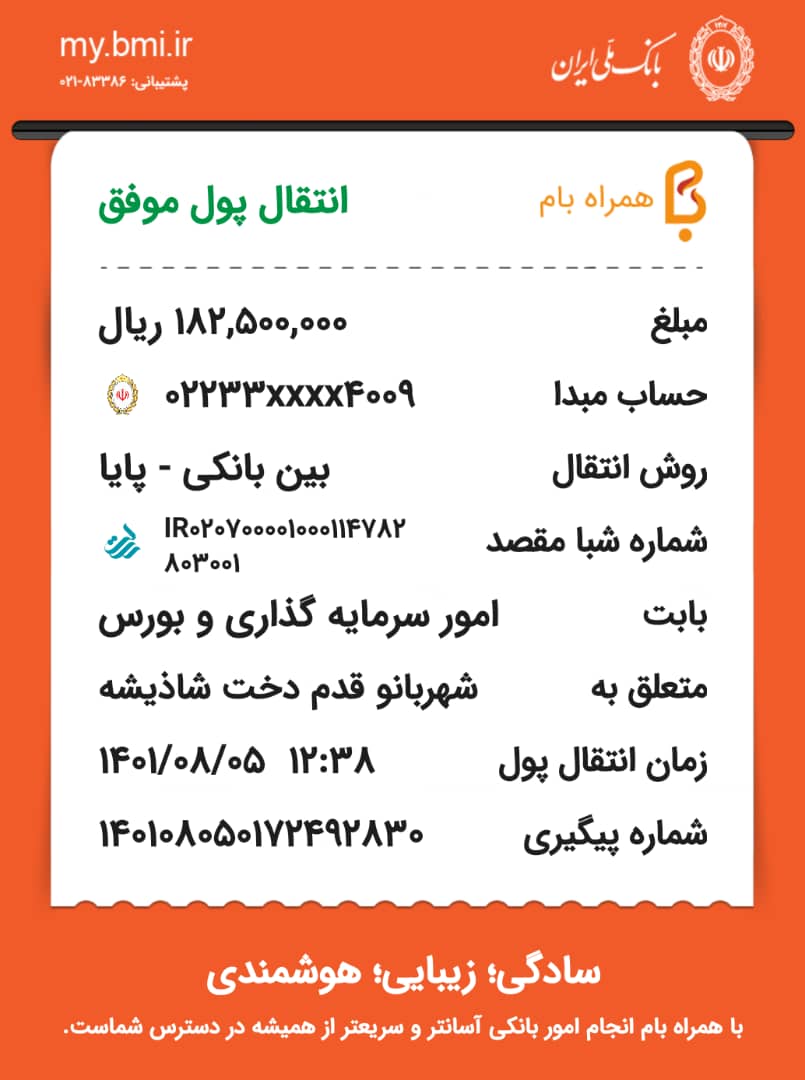 بانک ملی ایران
my.bmi.ir
پشتیبانی: ۸۳۳۸۶-۰۲۱
همراه بام
انتقال پول موفق
مبلغ ۱۸۲,۵۰۰,۰۰۰ ریال
حساب مبدا ۰۲۲۳۳xxxx۴۰۰۹
روش انتقال بین بانکی - پایا
شماره شبا مقصد IR۰۲۰۷۰۰۰۰۱۰۰۰۱۱۴۷۸۲
۸۰۳۰۰۱
بابت امور سرمایه گذاری و بورس
متعلق به شهربانو قدم دخت شاذیشه
زمان انتقال پول ۱۲:۳۸ ۱۴۰۱/۰۸/۰۵
شماره پیگیری ۱۴۰۱۰۸۰۵۰۱۷۲۴۹۲۸۳۰
سادگی؛ زیبایی؛ هوشمندی
با همراه بام انجام امور بانکی آسانتر و سریعتر از همیشه در دسترس شماست.